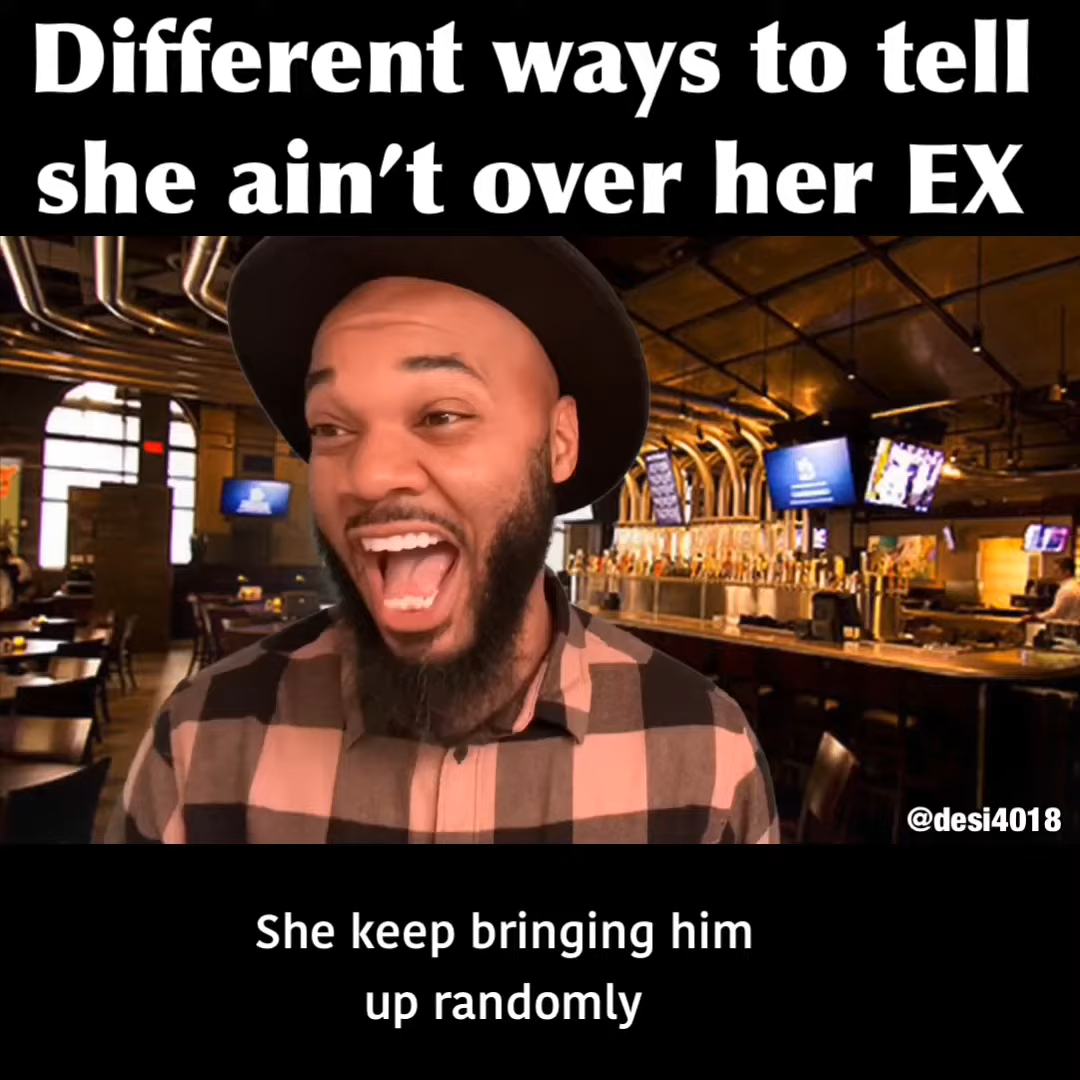 Different ways to tell
she ain’t over her EX
@desi4018
She keep bringing him
up randomly